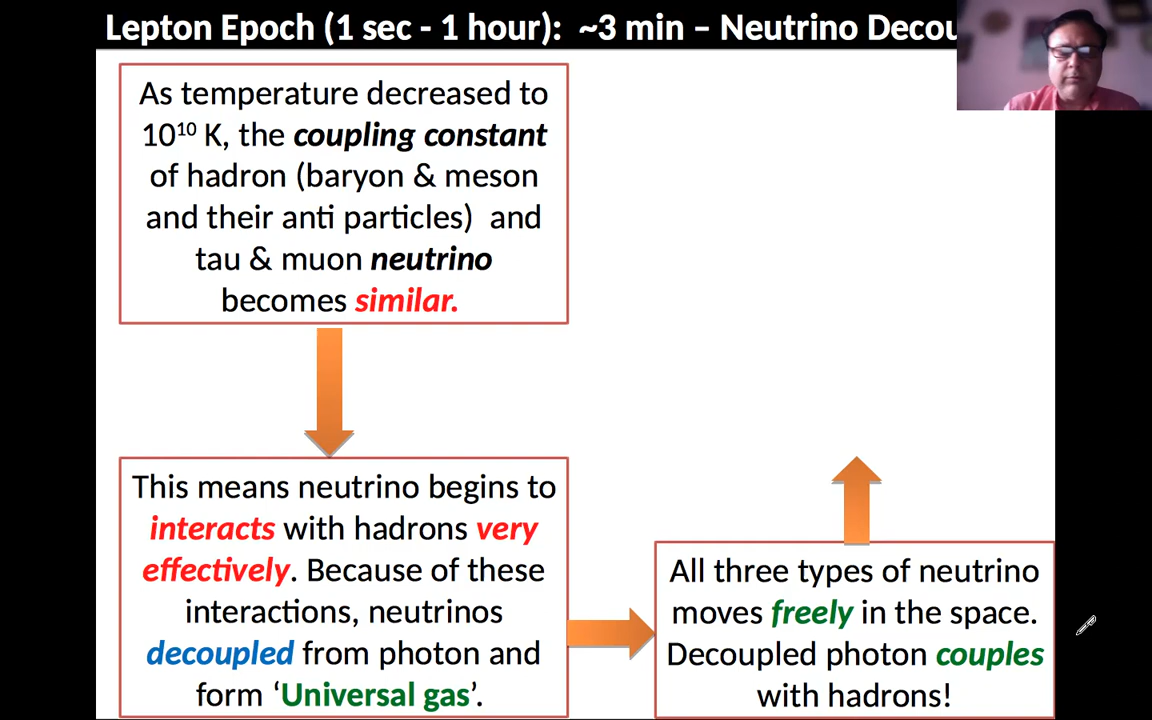 Lepton Epoch (1 sec - 1 hour):  ~3 min – Neutrino
As temperature decreased to
10¹⁰ K, the coupling constant
of hadron (baryon & meson
and their anti particles)  and
tau & muon neutrino
becomes similar.
This means neutrino begins to
interacts with hadrons very
effectively. Because of these
interactions, neutrinos
decoupled from photon and
form ‘Universal gas’.
All three types of neutrino
moves freely in the space.
Decoupled photon couples
with hadrons!